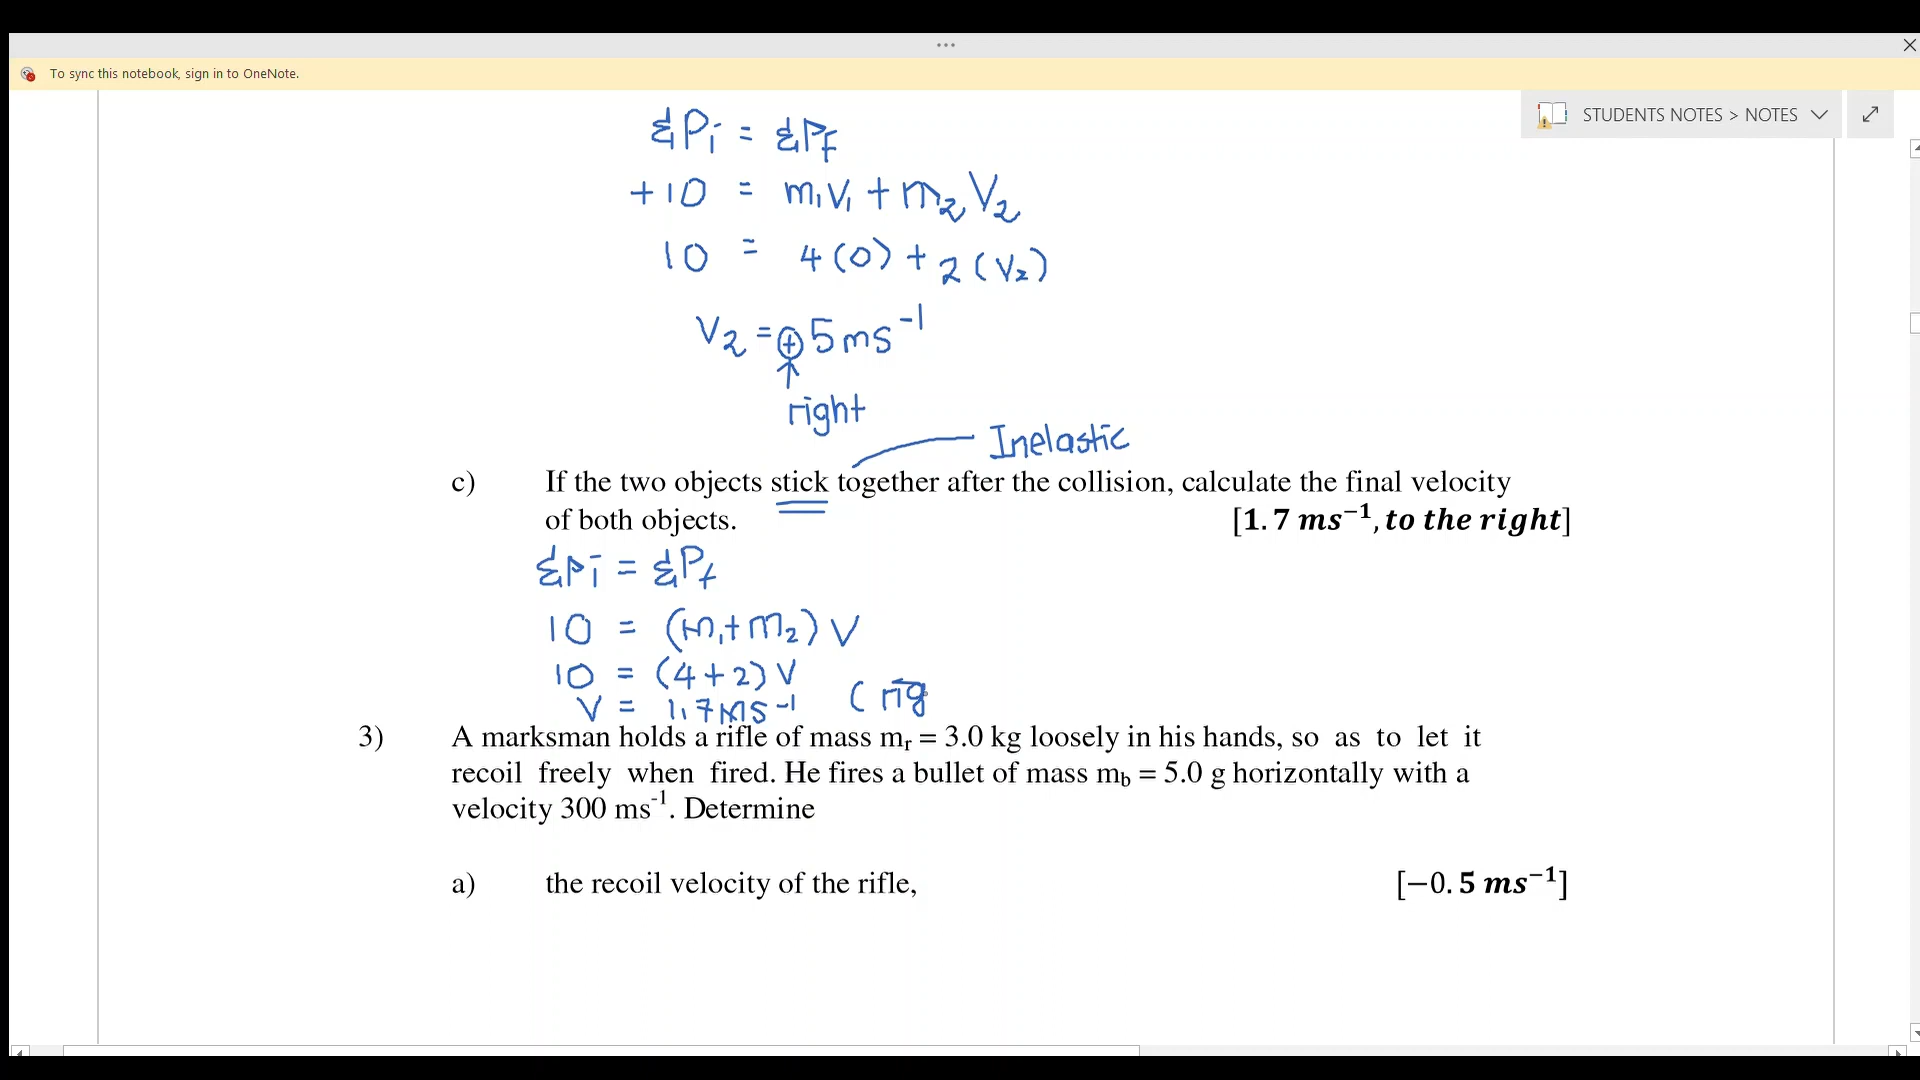 To sync this notebook, sign in to OneNote.
STUDENTS NOTES > NOTES
ΣPi = ΣPf
+10 = m₁V₁ + m₂V₂
10 = 4(0) + 2(V₂)
V₂ = +5ms⁻¹
right
Inelastic
c) If the two objects stick together after the collision, calculate the final velocity
of both objects. [1.7 ms⁻¹, to the right]
ΣPi = ΣPf
10 = (m₁+m₂)V
10 = (4+2)V
V = 1.7ms⁻¹ (rig
3) A marksman holds a rifle of mass mᵣ = 3.0 kg loosely in his hands, so as to let it
recoil freely when fired. He fires a bullet of mass m_b = 5.0 g horizontally with a
velocity 300 ms⁻¹. Determine
a) the recoil velocity of the rifle, [−0.5 ms⁻¹]